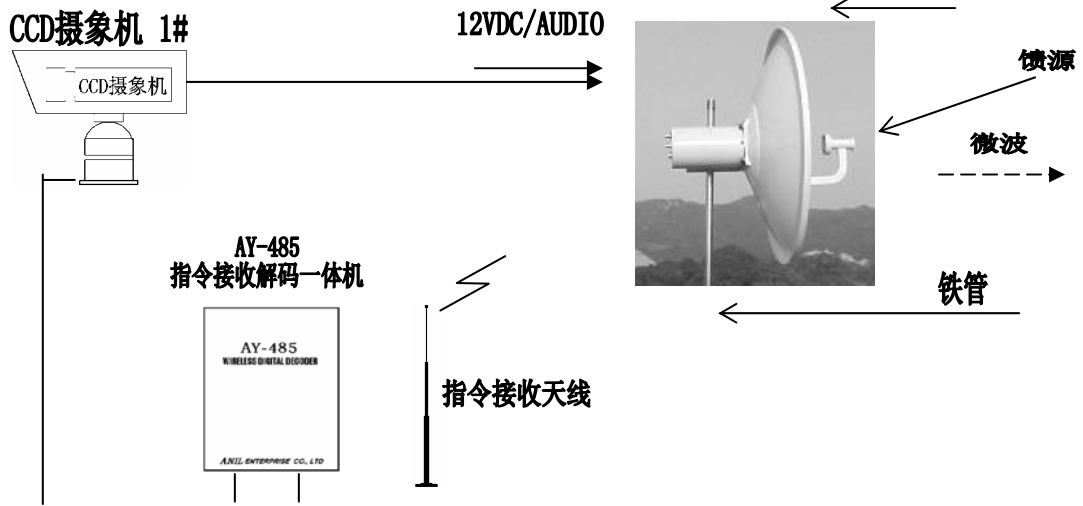 CCD摄象机 1#
12VDC/AUDIO
CCD摄象机
馈源
微波
AY-485
指令接收解码一体机
铁管
AY-485
WIRELESS DIGITAL DECODER
指令接收天线
ANIL ENTERPRISE CO., LTD